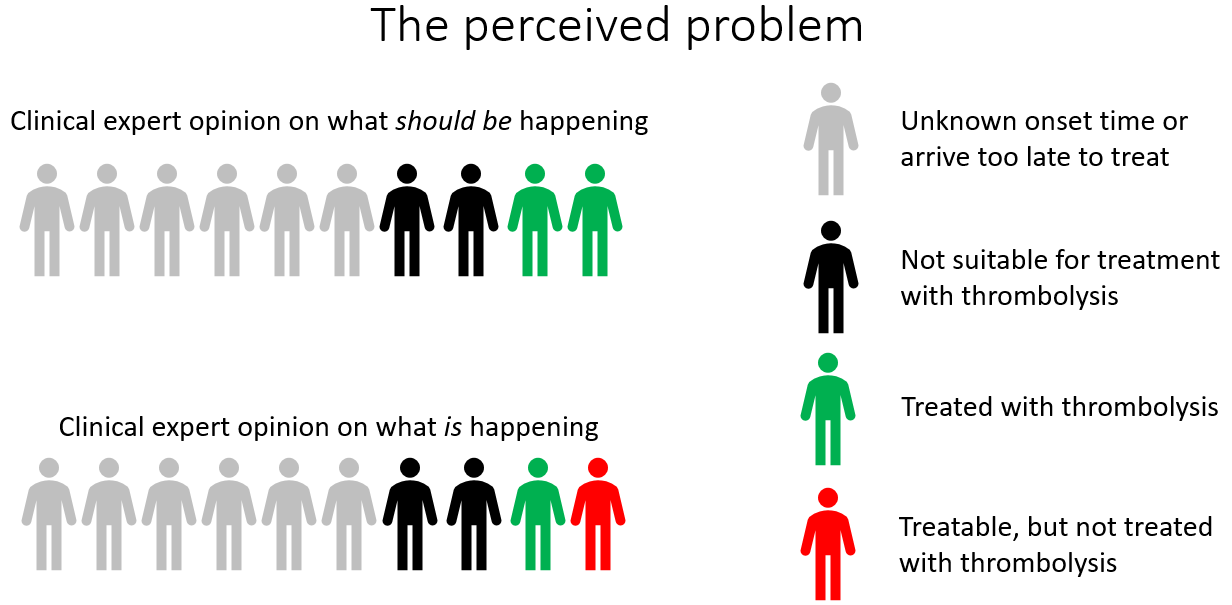 The perceived problem
Clinical expert opinion on what should be happening
Unknown onset time or
arrive too late to treat
Not suitable for treatment
with thrombolysis
Treated with thrombolysis
Clinical expert opinion on what is happening
Treatable, but not treated
with thrombolysis